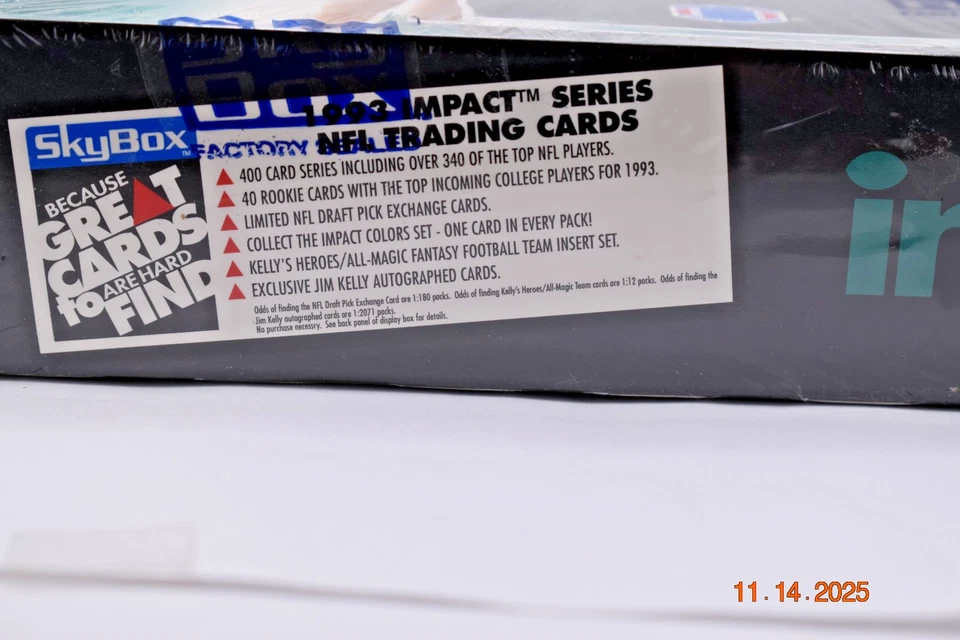 BOX
FACTORY SEALED
SkyBox™
1993 IMPACT™ SERIES
NFL TRADING CARDS
BECAUSE
GREAT
CARDS
ARE HARD
to FIND
400 CARD SERIES INCLUDING OVER 340 OF THE TOP NFL PLAYERS.
40 ROOKIE CARDS WITH THE TOP INCOMING COLLEGE PLAYERS FOR 1993.
LIMITED NFL DRAFT PICK EXCHANGE CARDS.
COLLECT THE IMPACT COLORS SET - ONE CARD IN EVERY PACK!
KELLY'S HEROES/ALL-MAGIC FANTASY FOOTBALL TEAM INSERT SET.
EXCLUSIVE JIM KELLY AUTOGRAPHED CARDS.
Odds of finding the NFL Draft Pick Exchange Card are 1:180 packs. Odds of finding Kelly's Heroes/All-Magic Team cards are 1:12 packs. Odds of finding the
Jim Kelly autographed cards are 1:2071 packs.
No purchase necessry. See back panel of display box for details.
11.14.2025